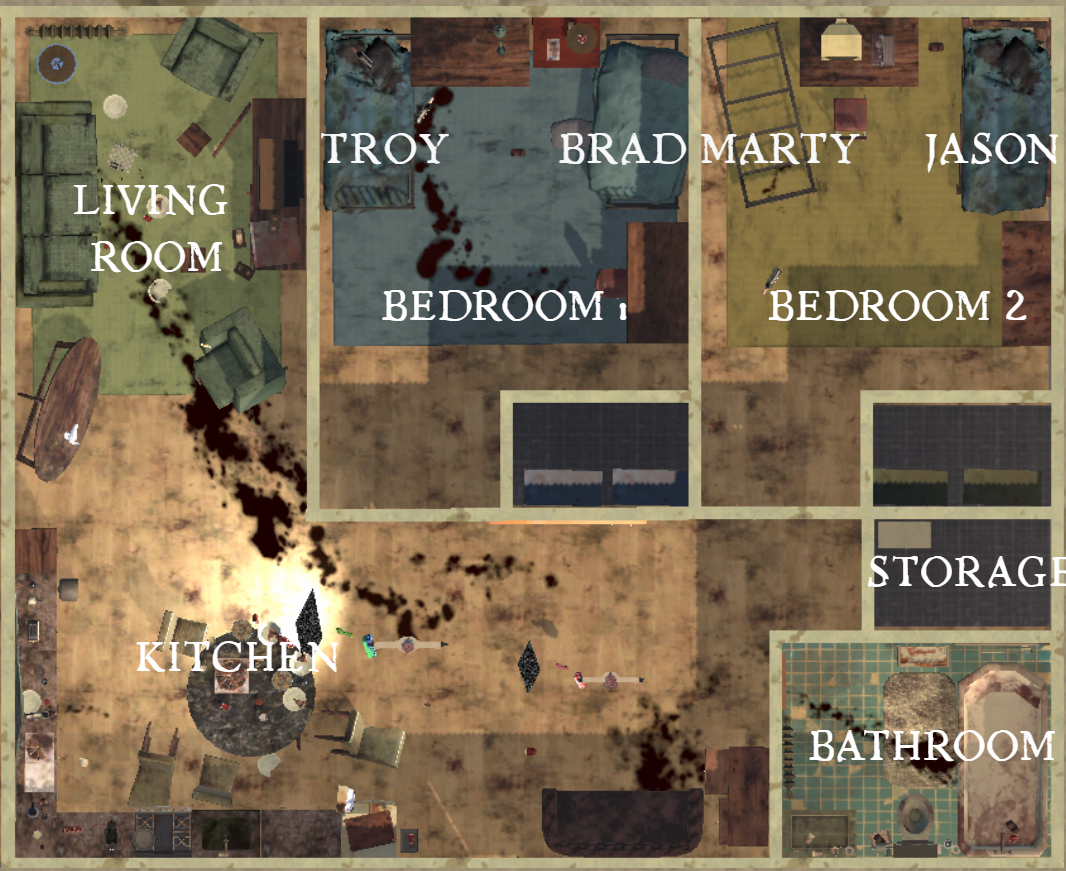 TROY
BRAD
MARTY
JASON
LIVING
ROOM
BEDROOM 1
BEDROOM 2
STORAGE
KITCHEN
BATHROOM